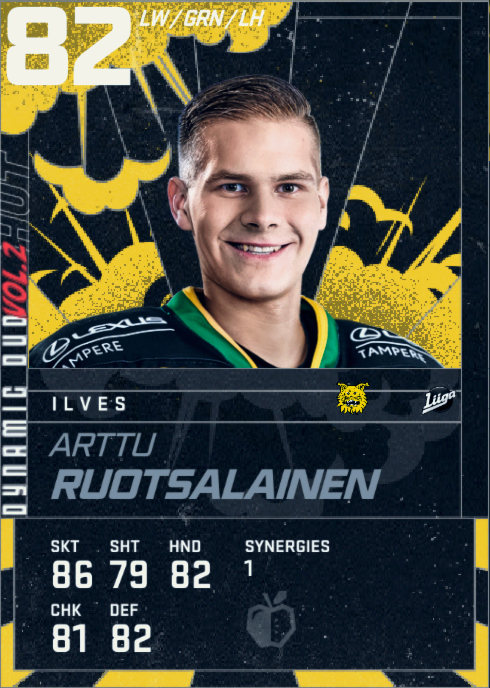 82
LW / GRN / LH
HUT
VOL.2
DYNAMIC DUO
LEXUS
TAMPERE
TAMPERE
ILVES
Liiga
ARTTU
RUOTSALAINEN
SKT SHT HND SYNERGIES
86 79 82 1
CHK DEF
81 82